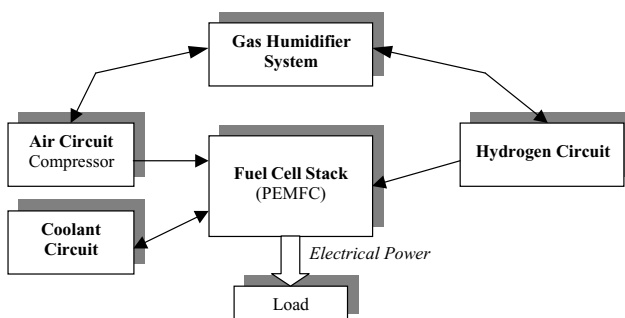 Gas Humidifier
System
Air Circuit
Compressor
Fuel Cell Stack
(PEMFC)
Hydrogen Circuit
Coolant
Circuit
Electrical Power
Load